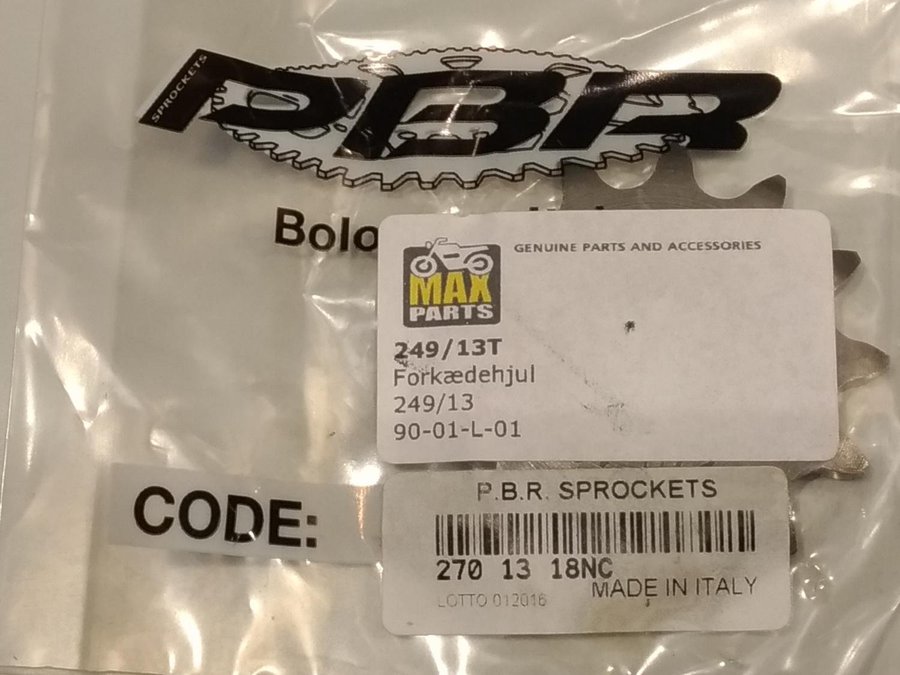 SPROCKETS
PBR
Bolo
GENUINE PARTS AND ACCESSORIES
MAX
PARTS
249/13T
Forkædehjul
249/13
90-01-L-01
CODE:
P.B.R. SPROCKETS
270 13 18NC
MADE IN ITALY
LOTTO 012016